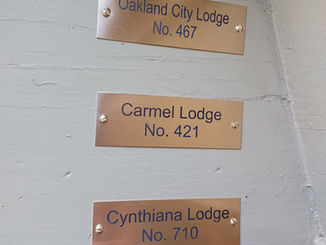 Oakland City Lodge
No. 467
Carmel Lodge
No. 421
Cynthiana Lodge
No. 710